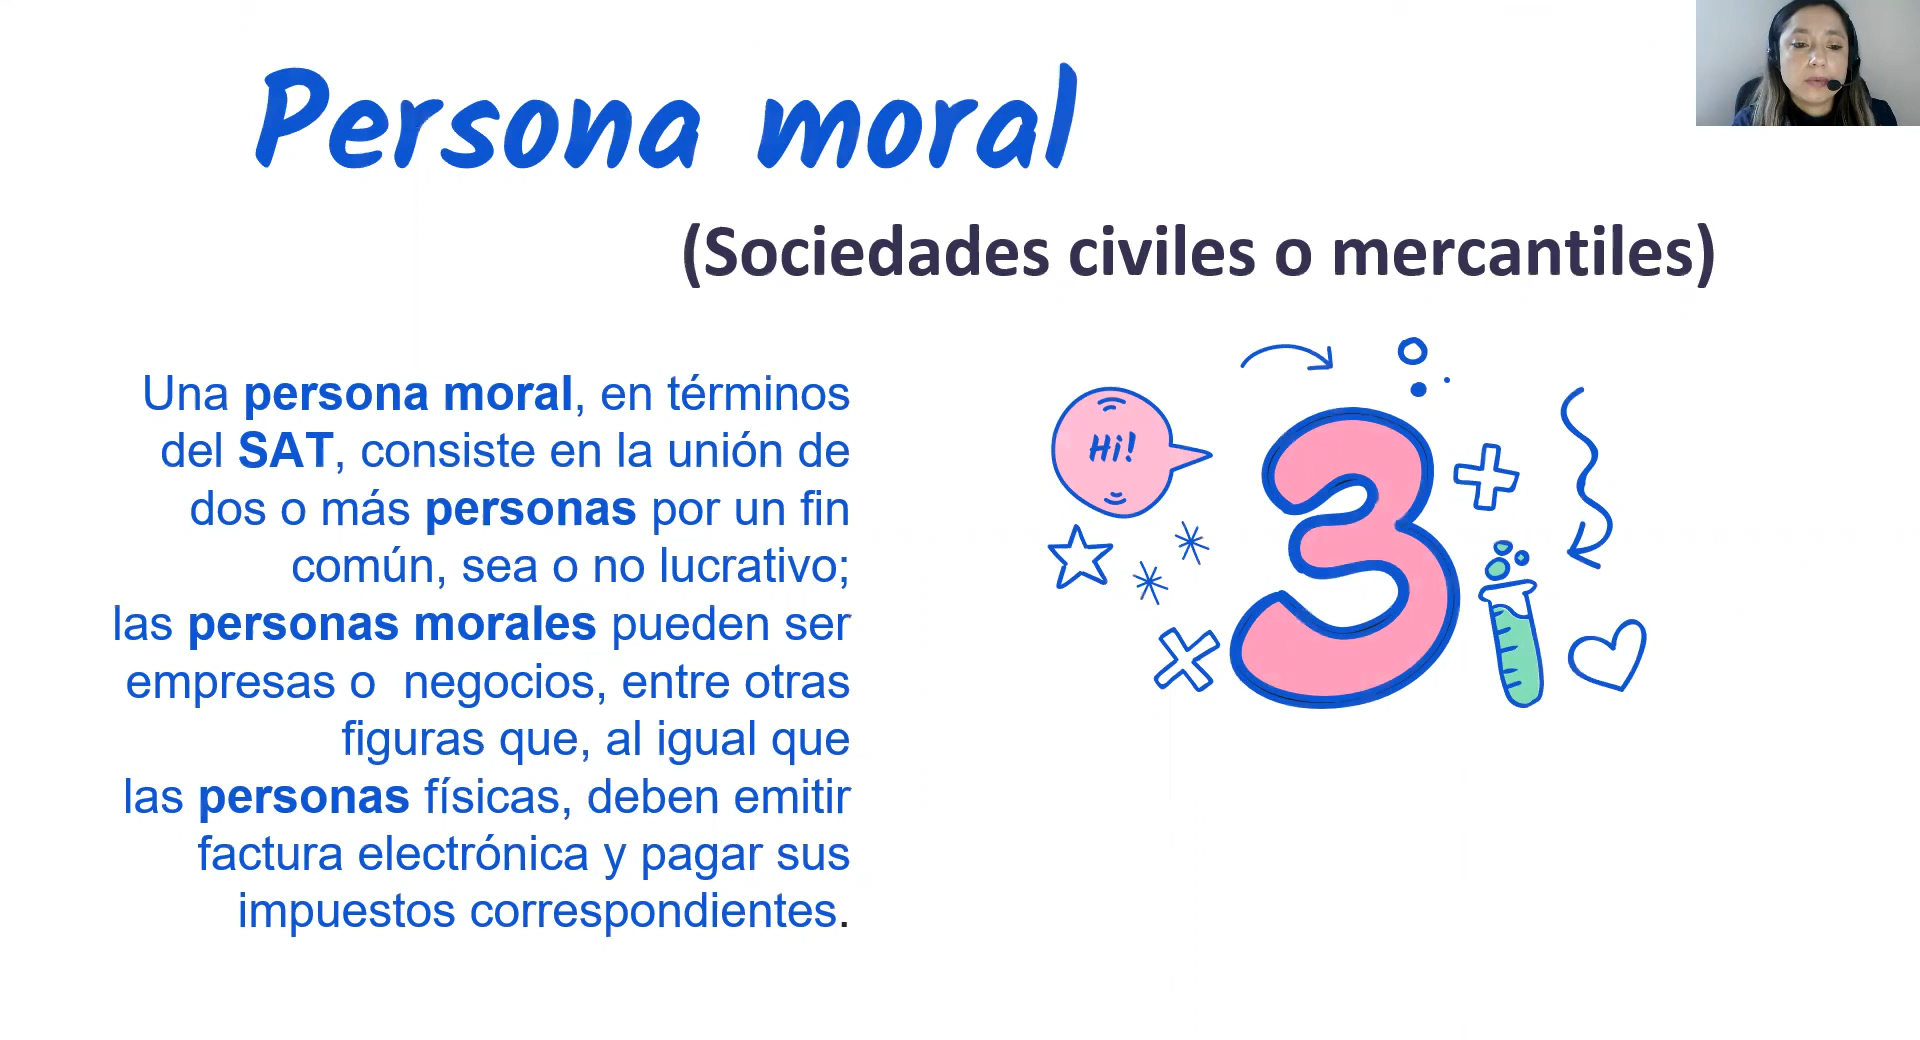 Persona moral
(Sociedades civiles o mercantiles)
Una persona moral, en términos
del SAT, consiste en la unión de
dos o más personas por un fin
común, sea o no lucrativo;
las personas morales pueden ser
empresas o  negocios, entre otras
figuras que, al igual que
las personas físicas, deben emitir
factura electrónica y pagar sus
impuestos correspondientes.
Hi!
3